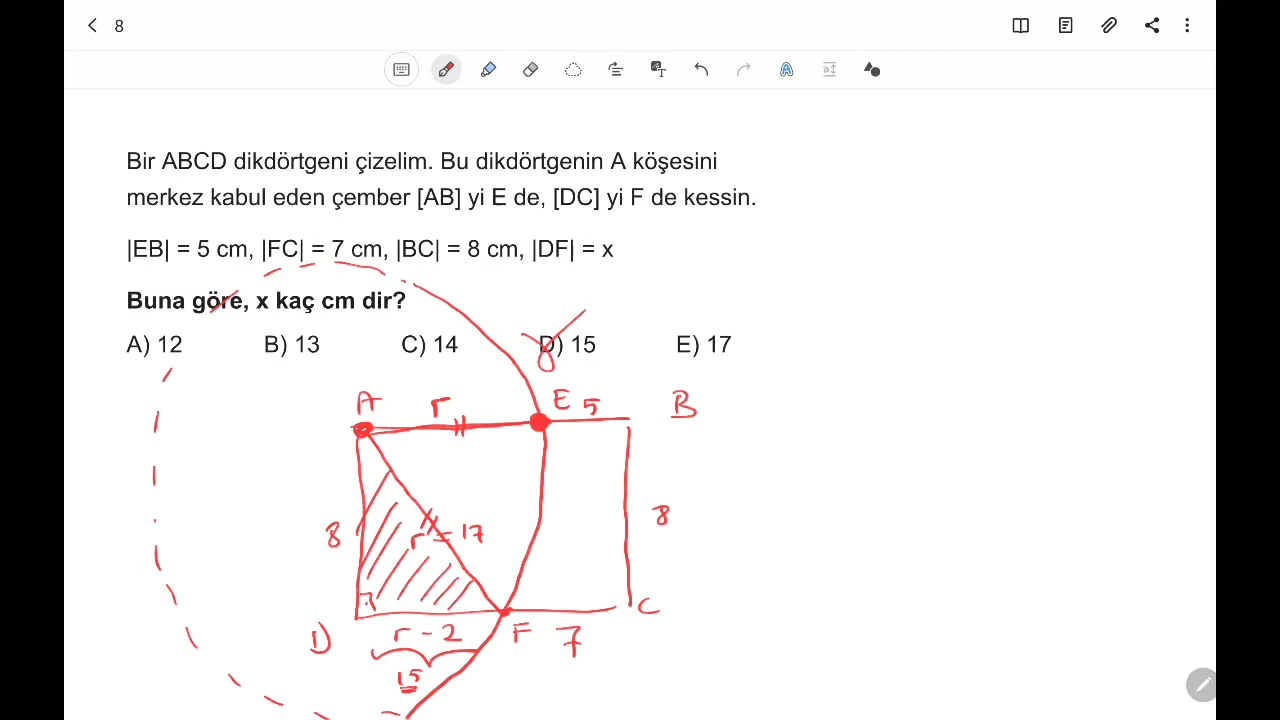 8
Bir ABCD dikdörtgeni çizelim. Bu dikdörtgenin A köşesini
merkez kabul eden çember [AB] yi E de, [DC] yi F de kessin.
|EB| = 5 cm, |FC| = 7 cm, |BC| = 8 cm, |DF| = x
Buna göre, x kaç cm dir?
A) 12 B) 13 C) 14 D) 15 E) 17
A r E 5 B
8 r = 17 8
D r - 2 F 7 C
15